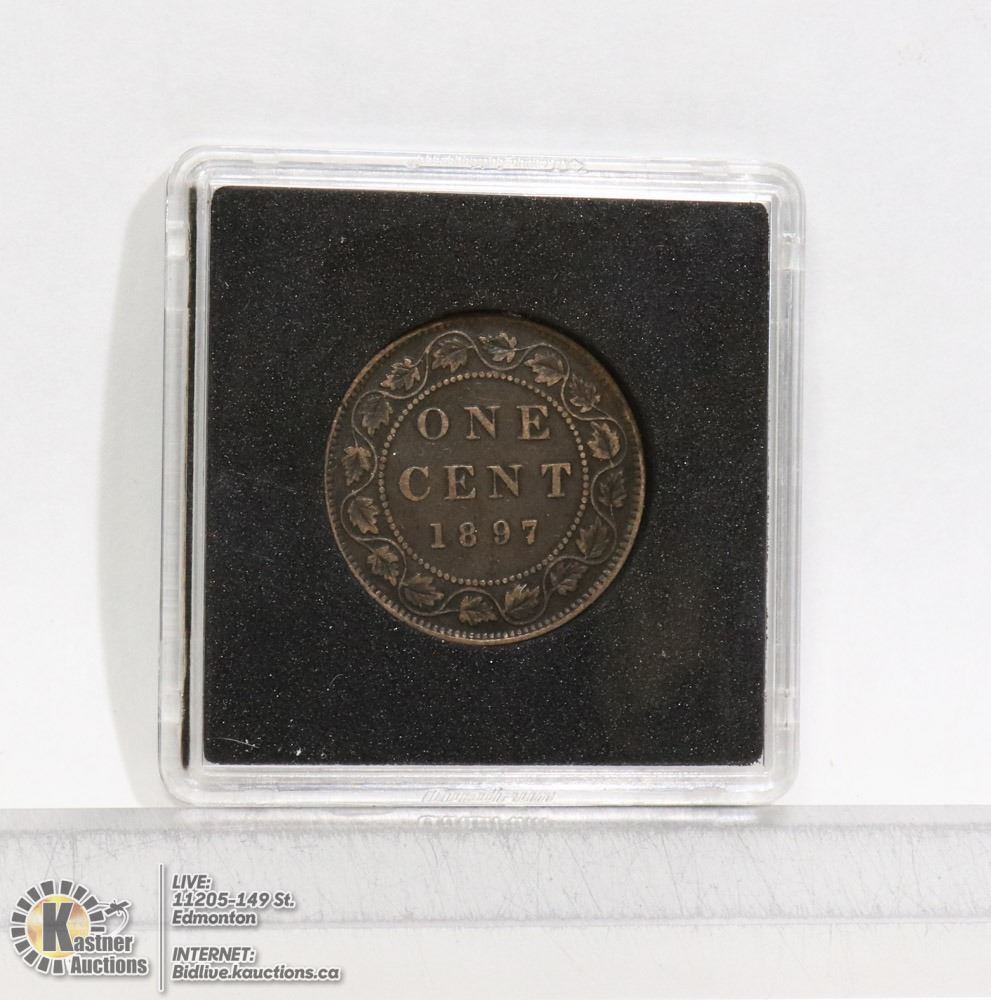 ONE
CENT
1897
Kastner
Auctions
LIVE:
11205-149 St.
Edmonton
INTERNET:
Bidlive.kauctions.ca